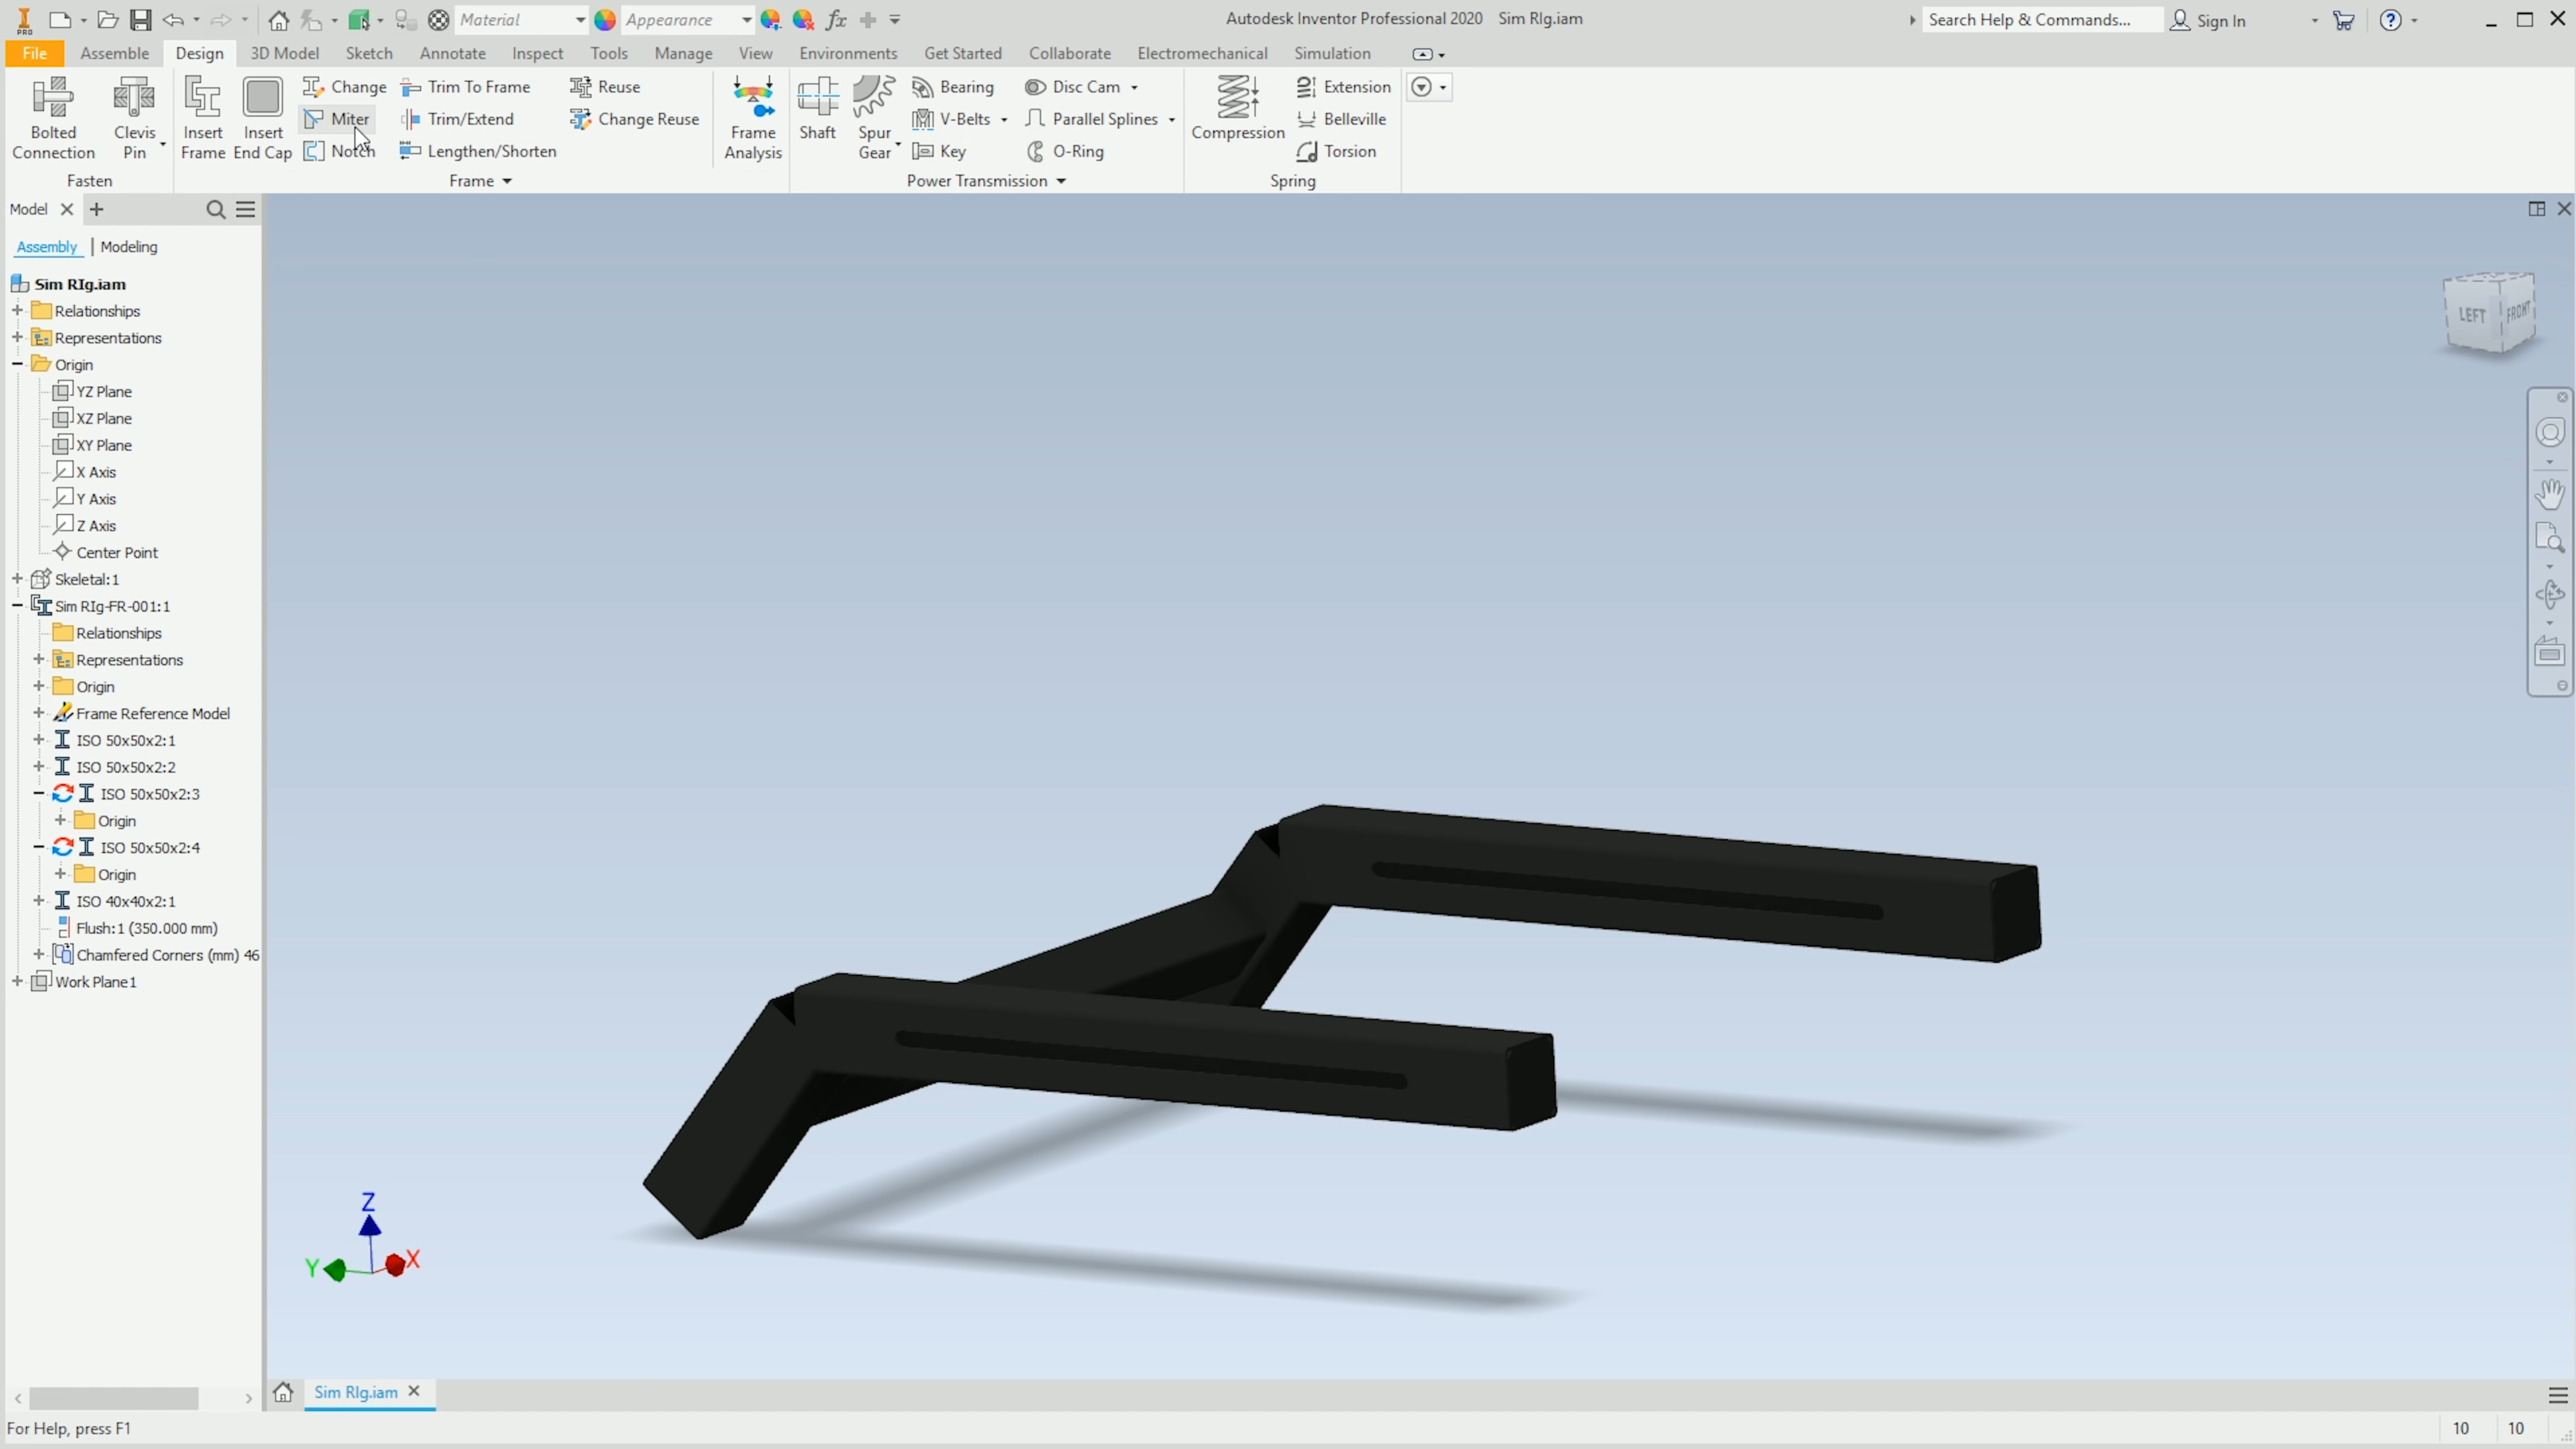 PRO
Material
Appearance
fx
Autodesk Inventor Professional 2020 Sim RIg.iam
Search Help & Commands...
Sign In
File Assemble Design 3D Model Sketch Annotate Inspect Tools Manage View Environments Get Started Collaborate Electromechanical Simulation
Bolted Connection
Clevis Pin
Insert Frame
Insert End Cap
Change
Miter
Notch
Trim To Frame
Trim/Extend
Lengthen/Shorten
Reuse
Change Reuse
Frame Analysis
Shaft
Spur Gear
Bearing
V-Belts
Key
Disc Cam
Parallel Splines
O-Ring
Compression
Extension
Belleville
Torsion
Fasten
Frame
Power Transmission
Spring
Model
Assembly | Modeling
Sim RIg.iam
Relationships
Representations
Origin
YZ Plane
XZ Plane
XY Plane
X Axis
Y Axis
Z Axis
Center Point
Skeletal:1
Sim RIg-FR-001:1
Relationships
Representations
Origin
Frame Reference Model
ISO 50x50x2:1
ISO 50x50x2:2
ISO 50x50x2:3
Origin
ISO 50x50x2:4
Origin
ISO 40x40x2:1
Flush:1 (350.000 mm)
Chamfered Corners (mm) 46
Work Plane1
LEFT
FRONT
Z
Y
X
Sim RIg.iam
For Help, press F1
10 10